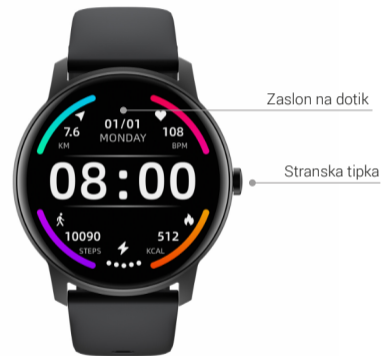 Zaslon na dotik
01/01
7.6
MONDAY
108
KM
BPM
Stranska tipka
08:00
10090
512
STEPS
KCAL